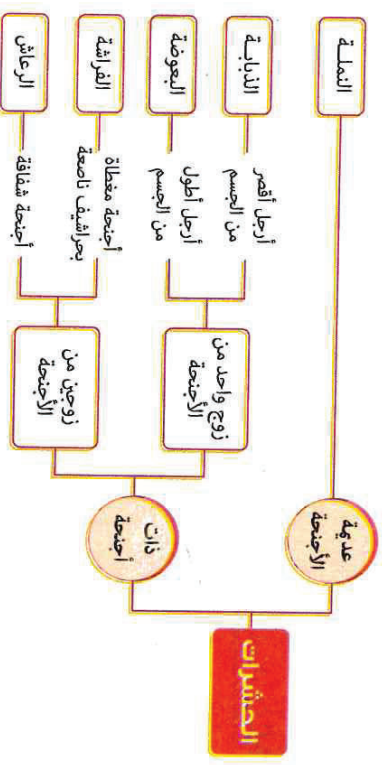 الحشرات
عديمة
الأجنحة
ذات
أجنحة
زوج واحد من
الأجنحة
زوجين من
الأجنحة
أرجل أقصر
من الجسم
أرجل أطول
من الجسم
أجنحة مغطاة
بحراشيف ناصعة
أجنحة شفافة
النملة
الذبابة
البعوضة
الفراشة
الرعاش